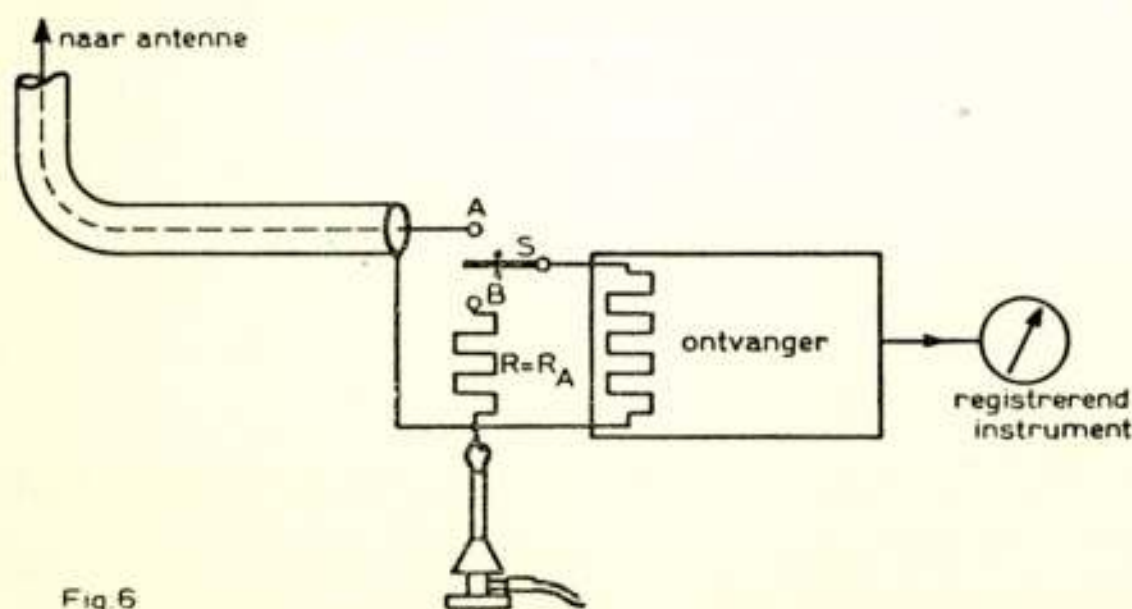 naar antenne
A
S
B
R=R_A
ontvanger
registrerend
instrument
Fig.6